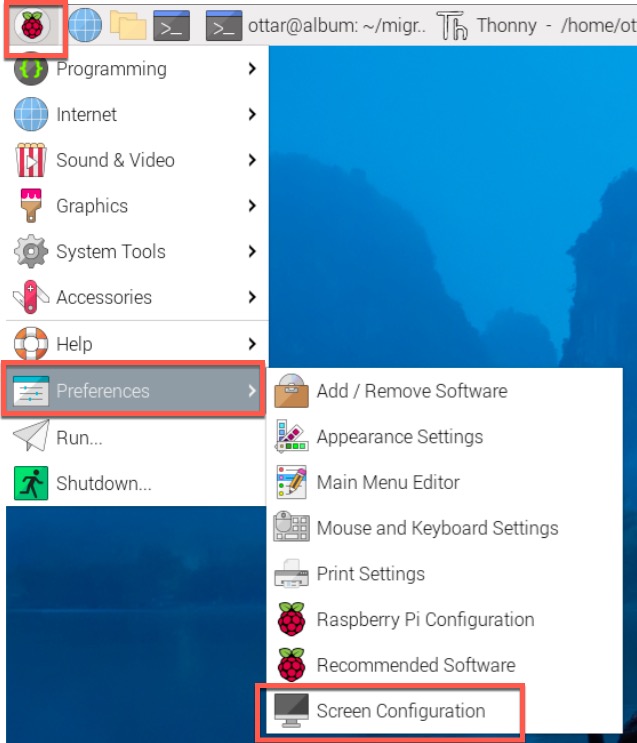 ottar@album: ~/migr.. Th Thonny - /home/ot
Programming
Internet
Sound & Video
Graphics
System Tools
Accessories
Help
Preferences
Run...
Shutdown...
Add / Remove Software
Appearance Settings
Main Menu Editor
Mouse and Keyboard Settings
Print Settings
Raspberry Pi Configuration
Recommended Software
Screen Configuration